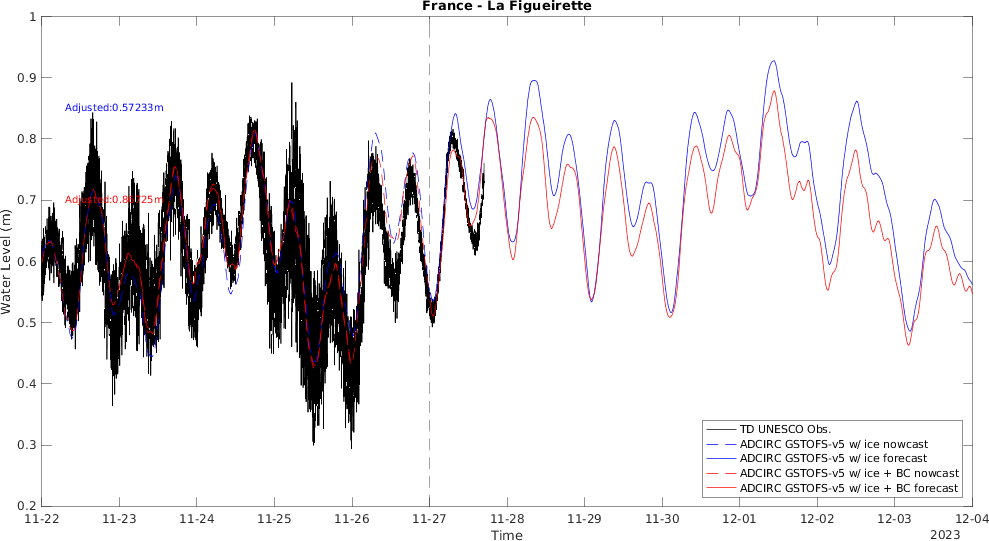 France - La Figueirette
1
0.9
0.8
0.7
0.6
0.5
0.4
0.3
0.2
Water Level (m)
Adjusted:0.57233m
TD UNESCO Obs.
ADCIRC GSTOFS-v5 w/ ice nowcast
ADCIRC GSTOFS-v5 w/ ice forecast
ADCIRC GSTOFS-v5 w/ ice + BC nowcast
ADCIRC GSTOFS-v5 w/ ice + BC forecast
11-22 11-23 11-24 11-25 11-26 11-27 11-28 11-29 11-30 12-01 12-02 12-03 12-04
Time
2023